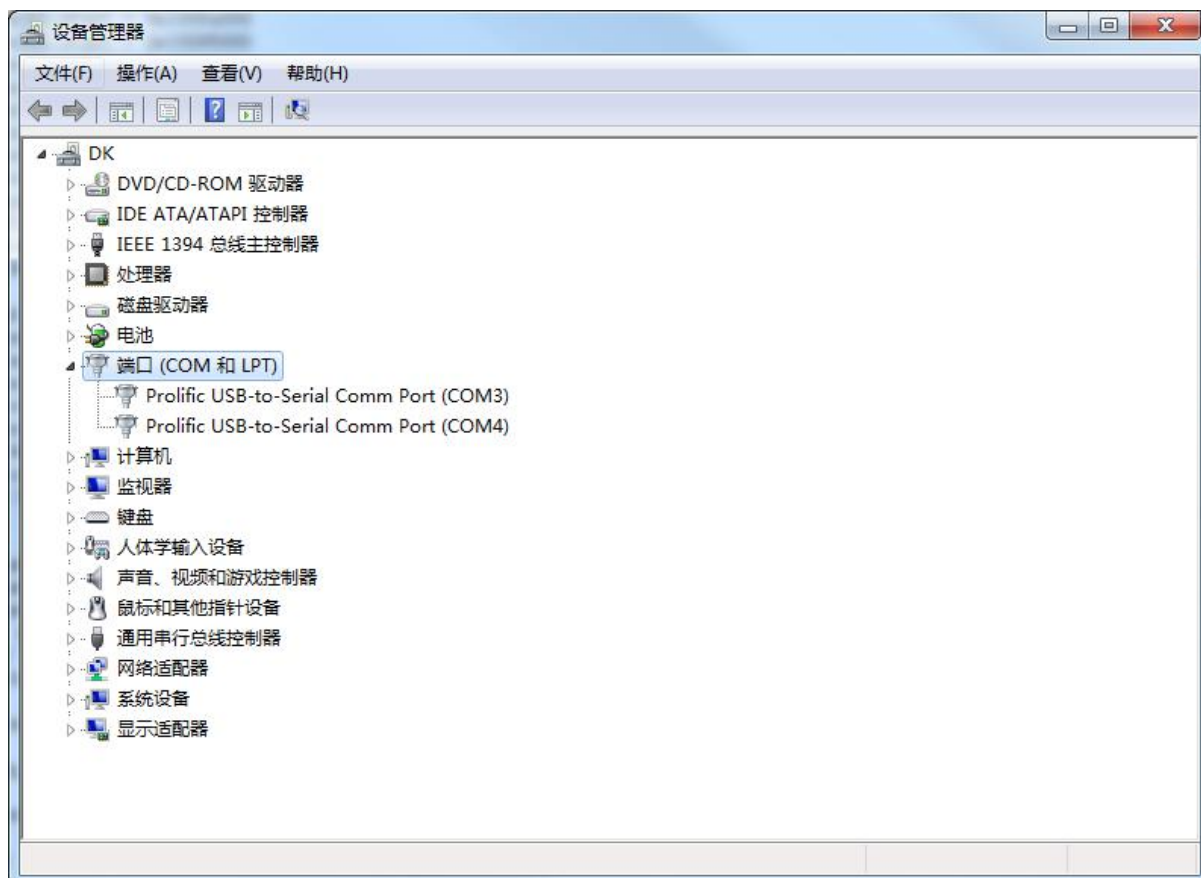 设备管理器
文件(F) 操作(A) 查看(V) 帮助(H)
DK
DVD/CD-ROM 驱动器
IDE ATA/ATAPI 控制器
IEEE 1394 总线主控制器
处理器
磁盘驱动器
电池
端口 (COM 和 LPT)
Prolific USB-to-Serial Comm Port (COM3)
Prolific USB-to-Serial Comm Port (COM4)
计算机
监视器
键盘
人体学输入设备
声音、视频和游戏控制器
鼠标和其他指针设备
通用串行总线控制器
网络适配器
系统设备
显示适配器